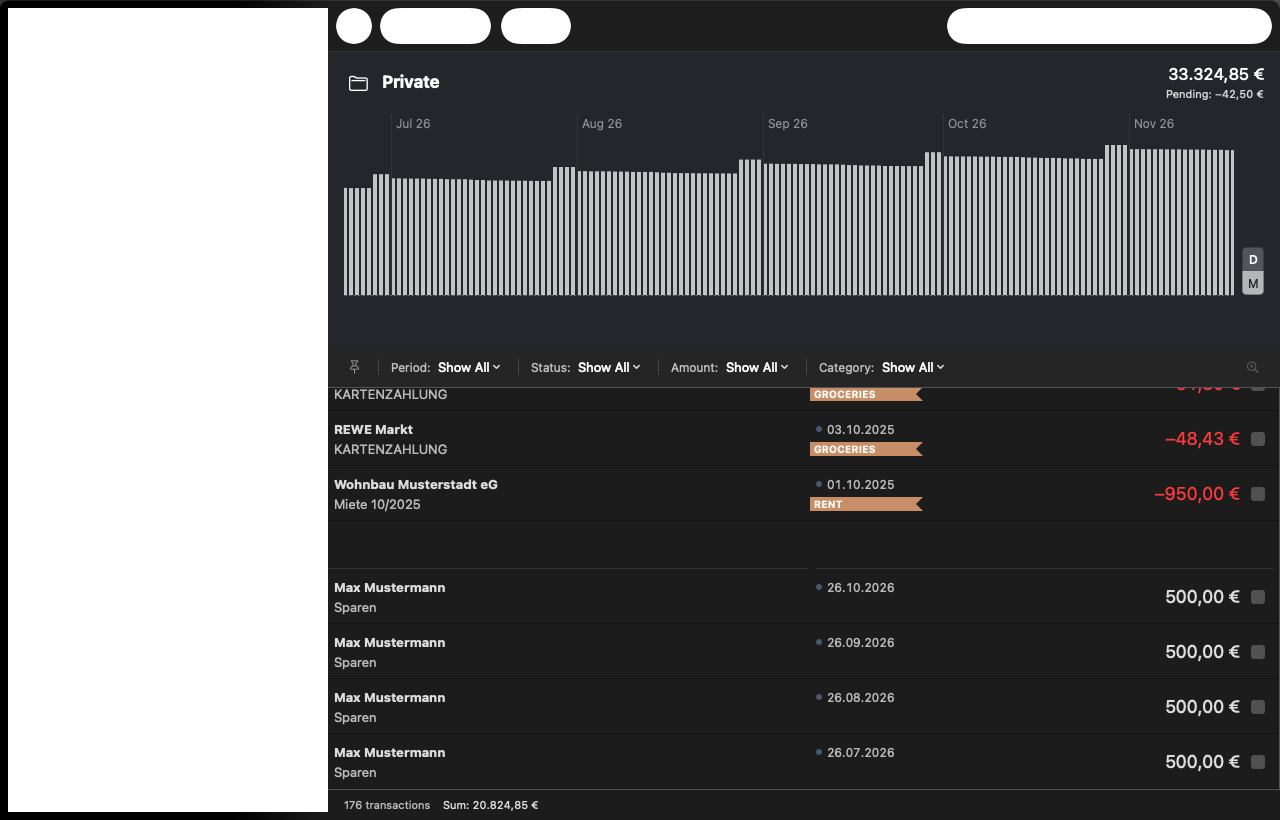 Private
33.324,85 €
Pending: −42,50 €
Jul 26
Aug 26
Sep 26
Oct 26
Nov 26
D
M
Period: Show All
Status: Show All
Amount: Show All
Category: Show All
KARTENZAHLUNG
GROCERIES
REWE Markt
03.10.2025
−48,43 €
KARTENZAHLUNG
GROCERIES
Wohnbau Musterstadt eG
01.10.2025
−950,00 €
Miete 10/2025
RENT
Max Mustermann
26.10.2026
500,00 €
Sparen
Max Mustermann
26.09.2026
500,00 €
Sparen
Max Mustermann
26.08.2026
500,00 €
Sparen
Max Mustermann
26.07.2026
500,00 €
Sparen
176 transactions
Sum: 20.824,85 €